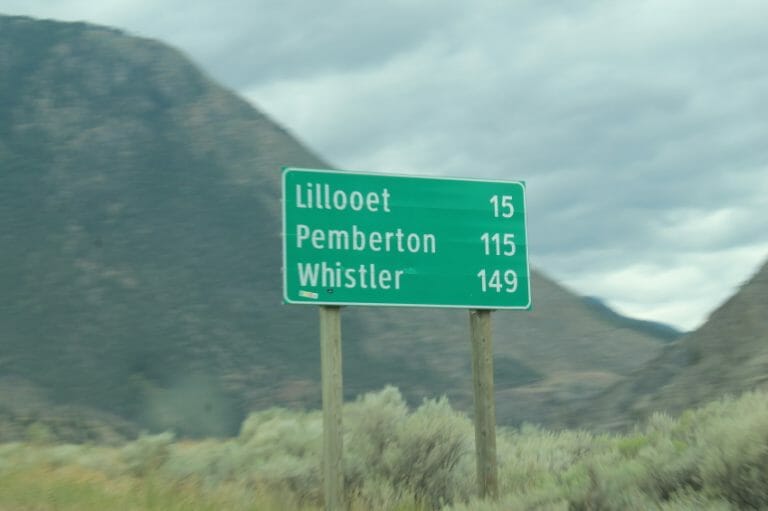 Lillooet 15
Pemberton 115
Whistler 149